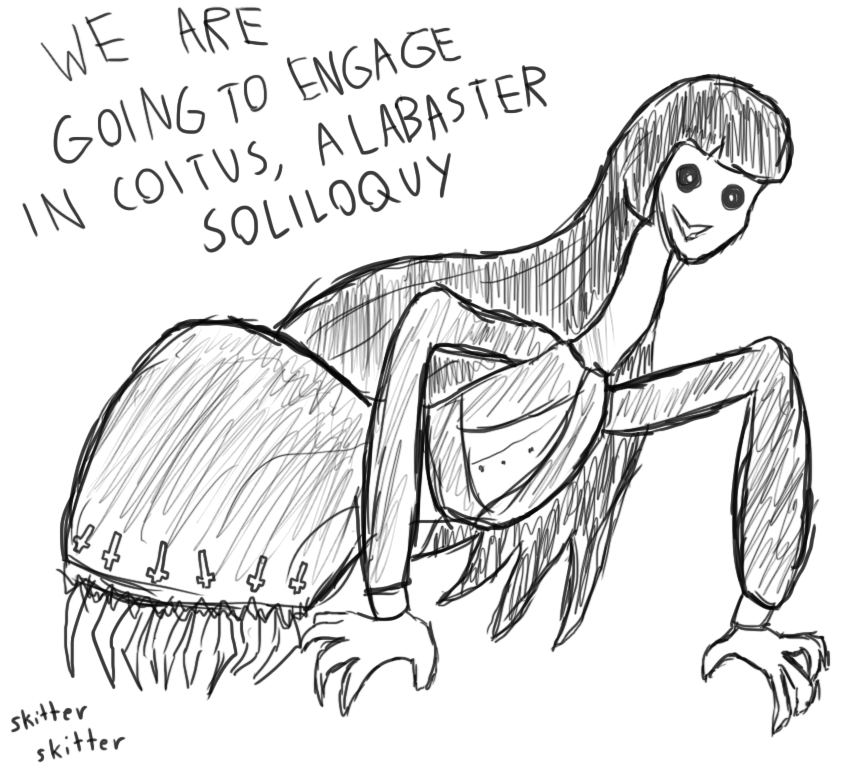 WE ARE
GOING TO ENGAGE
IN COITUS, ALABASTER
SOLILOQUY
skitter
skitter